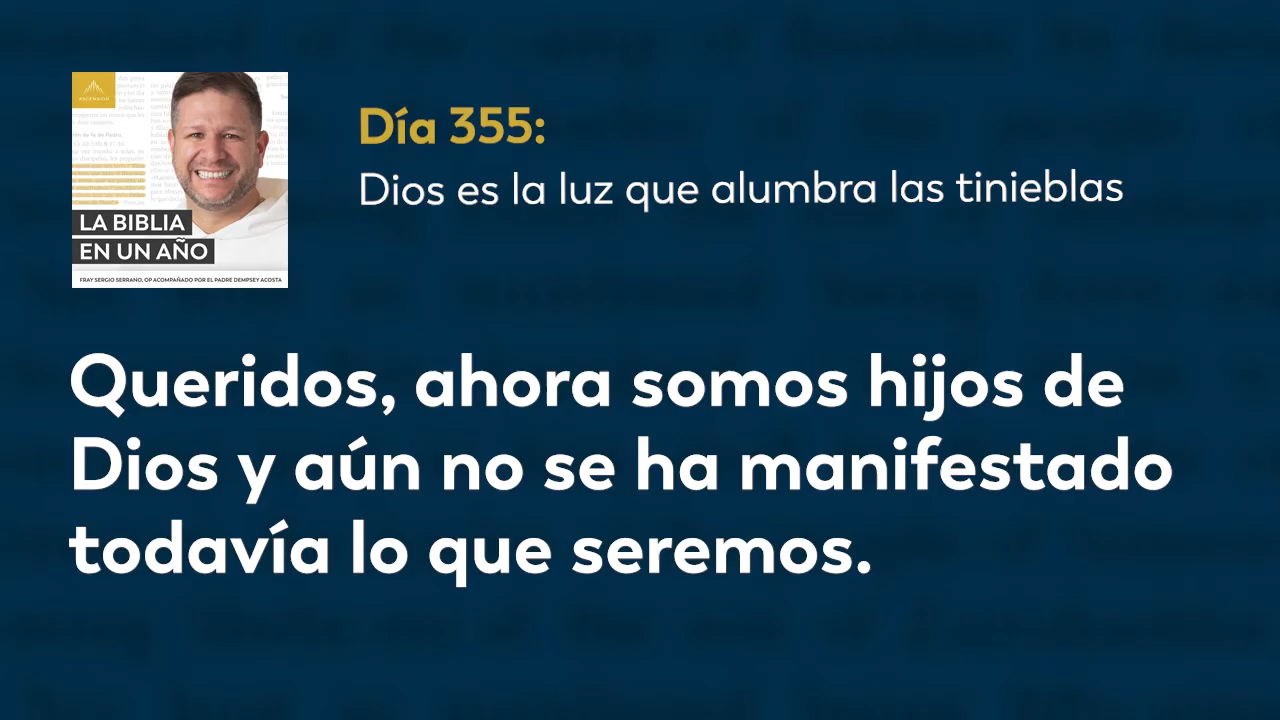 ASCENSION
LA BIBLIA
EN UN AÑO
FRAY SERGIO SERRANO, OP ACOMPAÑADO POR EL PADRE DEMPSEY ACOSTA
Día 355:
Dios es la luz que alumbra las tinieblas
Queridos, ahora somos hijos de
Dios y aún no se ha manifestado
todavía lo que seremos.